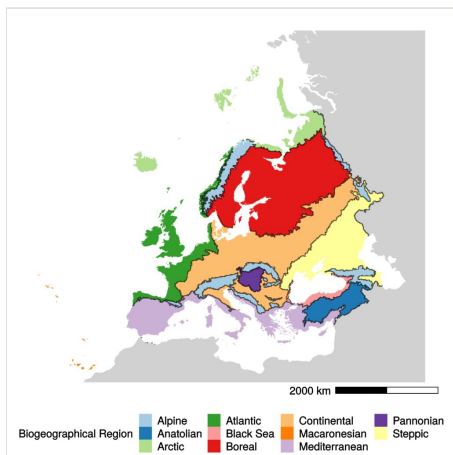 2000 km
Alpine Atlantic Continental Pannonian
Biogeographical Region Anatolian Black Sea Macaronesian Steppic
Arctic Boreal Mediterranean